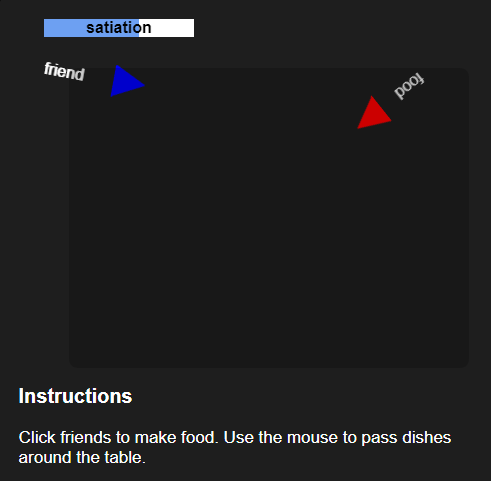 satiation
friend
food
Instructions
Click friends to make food. Use the mouse to pass dishes
around the table.